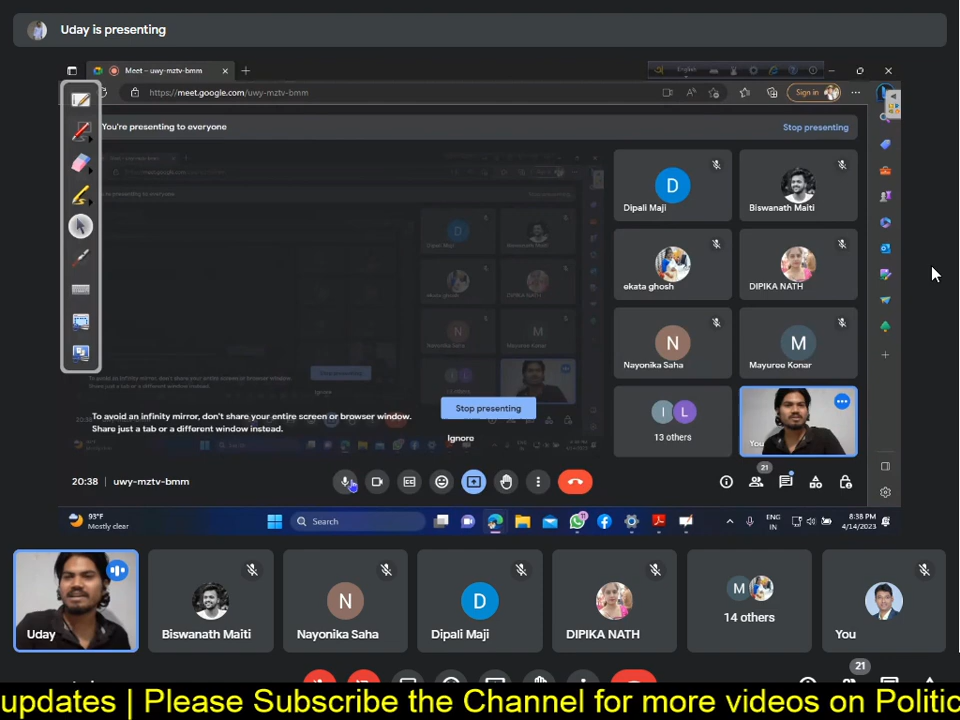 Uday is presenting
Meet – uwy-mztv-bmm
English
https://meet.google.com/uwy-mztv-bmm
Sign in
You're presenting to everyone
Stop presenting
Dipali Maji
Biswanath Maiti
ekata ghosh
DIPIKA NATH
Nayonika Saha
Mayuree Konar
D
N
M
I L
13 others
You
To avoid an infinity mirror, don't share your entire screen or browser window.
Share just a tab or a different window instead.
Stop presenting
Ignore
20:38
uwy-mztv-bmm
21
93°F
Mostly clear
Search
ENG
IN
8:38 PM
4/14/2023
Uday
Biswanath Maiti
N
Nayonika Saha
D
Dipali Maji
DIPIKA NATH
M
14 others
You
21
updates | Please Subscribe the Channel for more videos on Politic